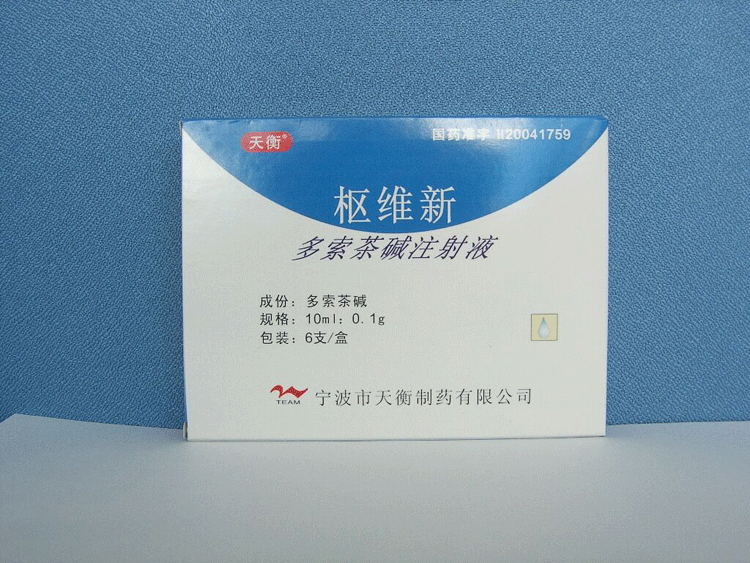 天衡®
国药准字 H20041759
枢维新
多索茶碱注射液
成份：多索茶碱
规格：10ml：0.1g
包装：6支/盒
TEAM
宁波市天衡制药有限公司